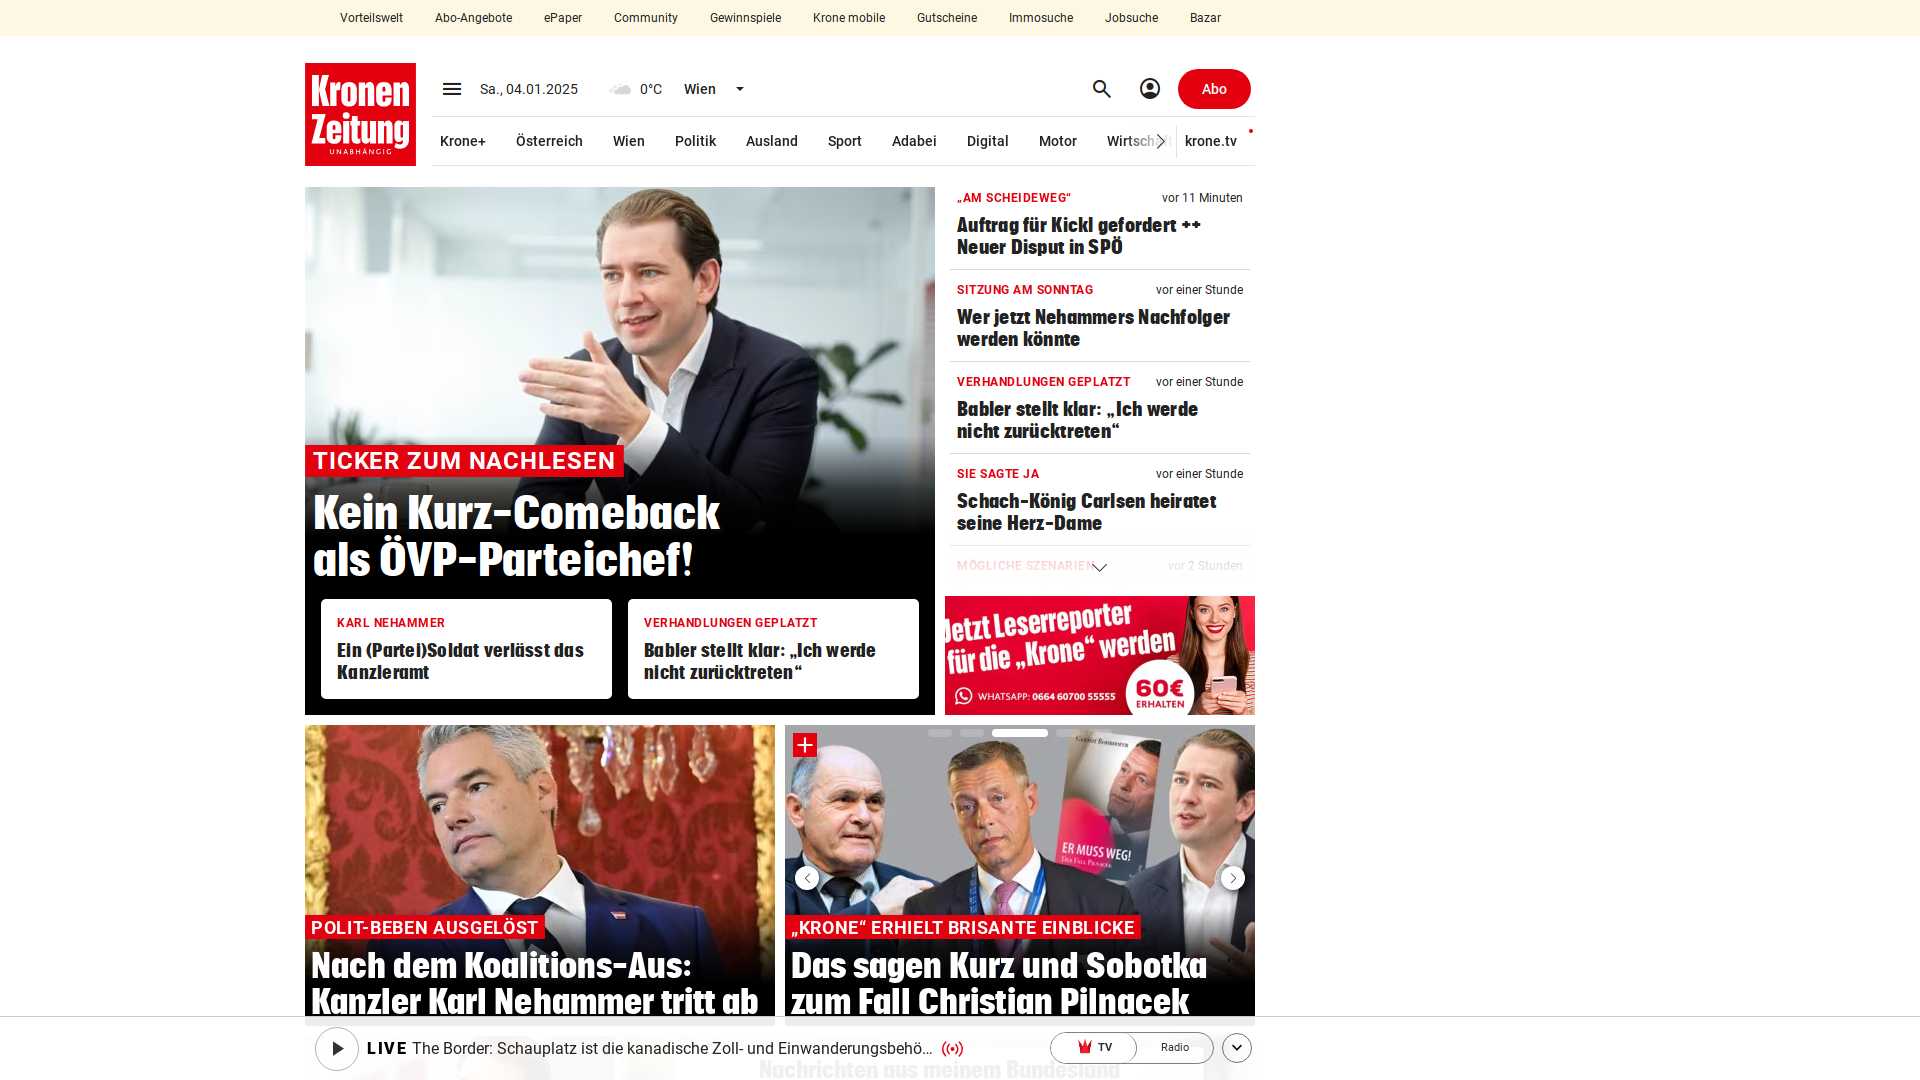 Vorteilswelt
Abo-Angebote
ePaper
Community
Gewinnspiele
Krone mobile
Gutscheine
Immosuche
Jobsuche
Bazar
Kronen
Zeitung
UNABHÄNGIG
Sa., 04.01.2025
0°C
Wien
Abo
Krone+
Österreich
Wien
Politik
Ausland
Sport
Adabei
Digital
Motor
Wirtschaft
krone.tv
TICKER ZUM NACHLESEN
Kein Kurz-Comeback
als ÖVP-Parteichef!
KARL NEHAMMER
Ein (Partei)Soldat verlässt das
Kanzleramt
VERHANDLUNGEN GEPLATZT
Babler stellt klar: „Ich werde
nicht zurücktreten“
„AM SCHEIDEWEG“
vor 11 Minuten
Auftrag für Kickl gefordert ++
Neuer Disput in SPÖ
SITZUNG AM SONNTAG
vor einer Stunde
Wer jetzt Nehammers Nachfolger
werden könnte
VERHANDLUNGEN GEPLATZT
vor einer Stunde
Babler stellt klar: „Ich werde
nicht zurücktreten“
SIE SAGTE JA
vor einer Stunde
Schach-König Carlsen heiratet
seine Herz-Dame
MÖGLICHE SZENARIEN
vor 2 Stunden
Jetzt Leserreporter
für die „Krone“ werden
WHATSAPP: 0664 60700 55555
60€
ERHALTEN
POLIT-BEBEN AUSGELÖST
Nach dem Koalitions-Aus:
Kanzler Karl Nehammer tritt ab
ER MUSS WEG!
„KRONE“ ERHIELT BRISANTE EINBLICKE
Das sagen Kurz und Sobotka
zum Fall Christian Pilnacek
LIVE The Border: Schauplatz ist die kanadische Zoll- und Einwanderungsbehö...
TV
Radio
Nachrichten aus meinem Bundesland